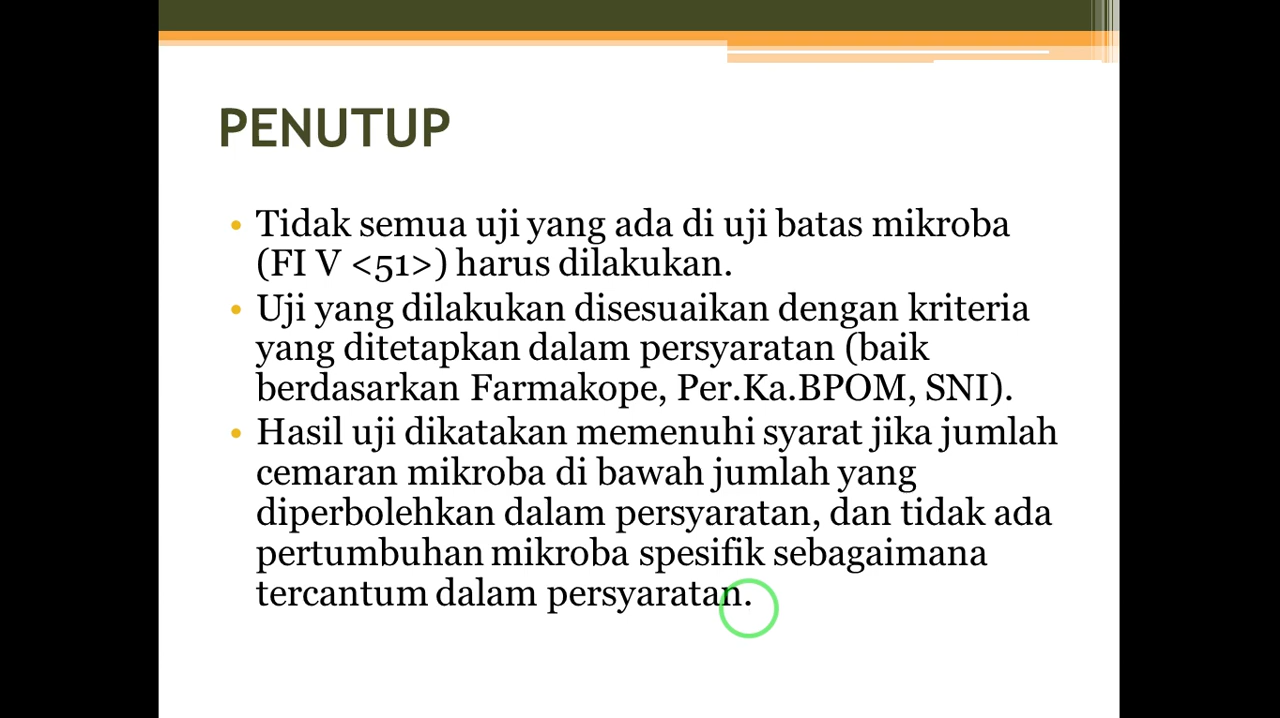 PENUTUP
• Tidak semua uji yang ada di uji batas mikroba
(FI V <51>) harus dilakukan.
• Uji yang dilakukan disesuaikan dengan kriteria
yang ditetapkan dalam persyaratan (baik
berdasarkan Farmakope, Per.Ka.BPOM, SNI).
• Hasil uji dikatakan memenuhi syarat jika jumlah
cemaran mikroba di bawah jumlah yang
diperbolehkan dalam persyaratan, dan tidak ada
pertumbuhan mikroba spesifik sebagaimana
tercantum dalam persyaratan.